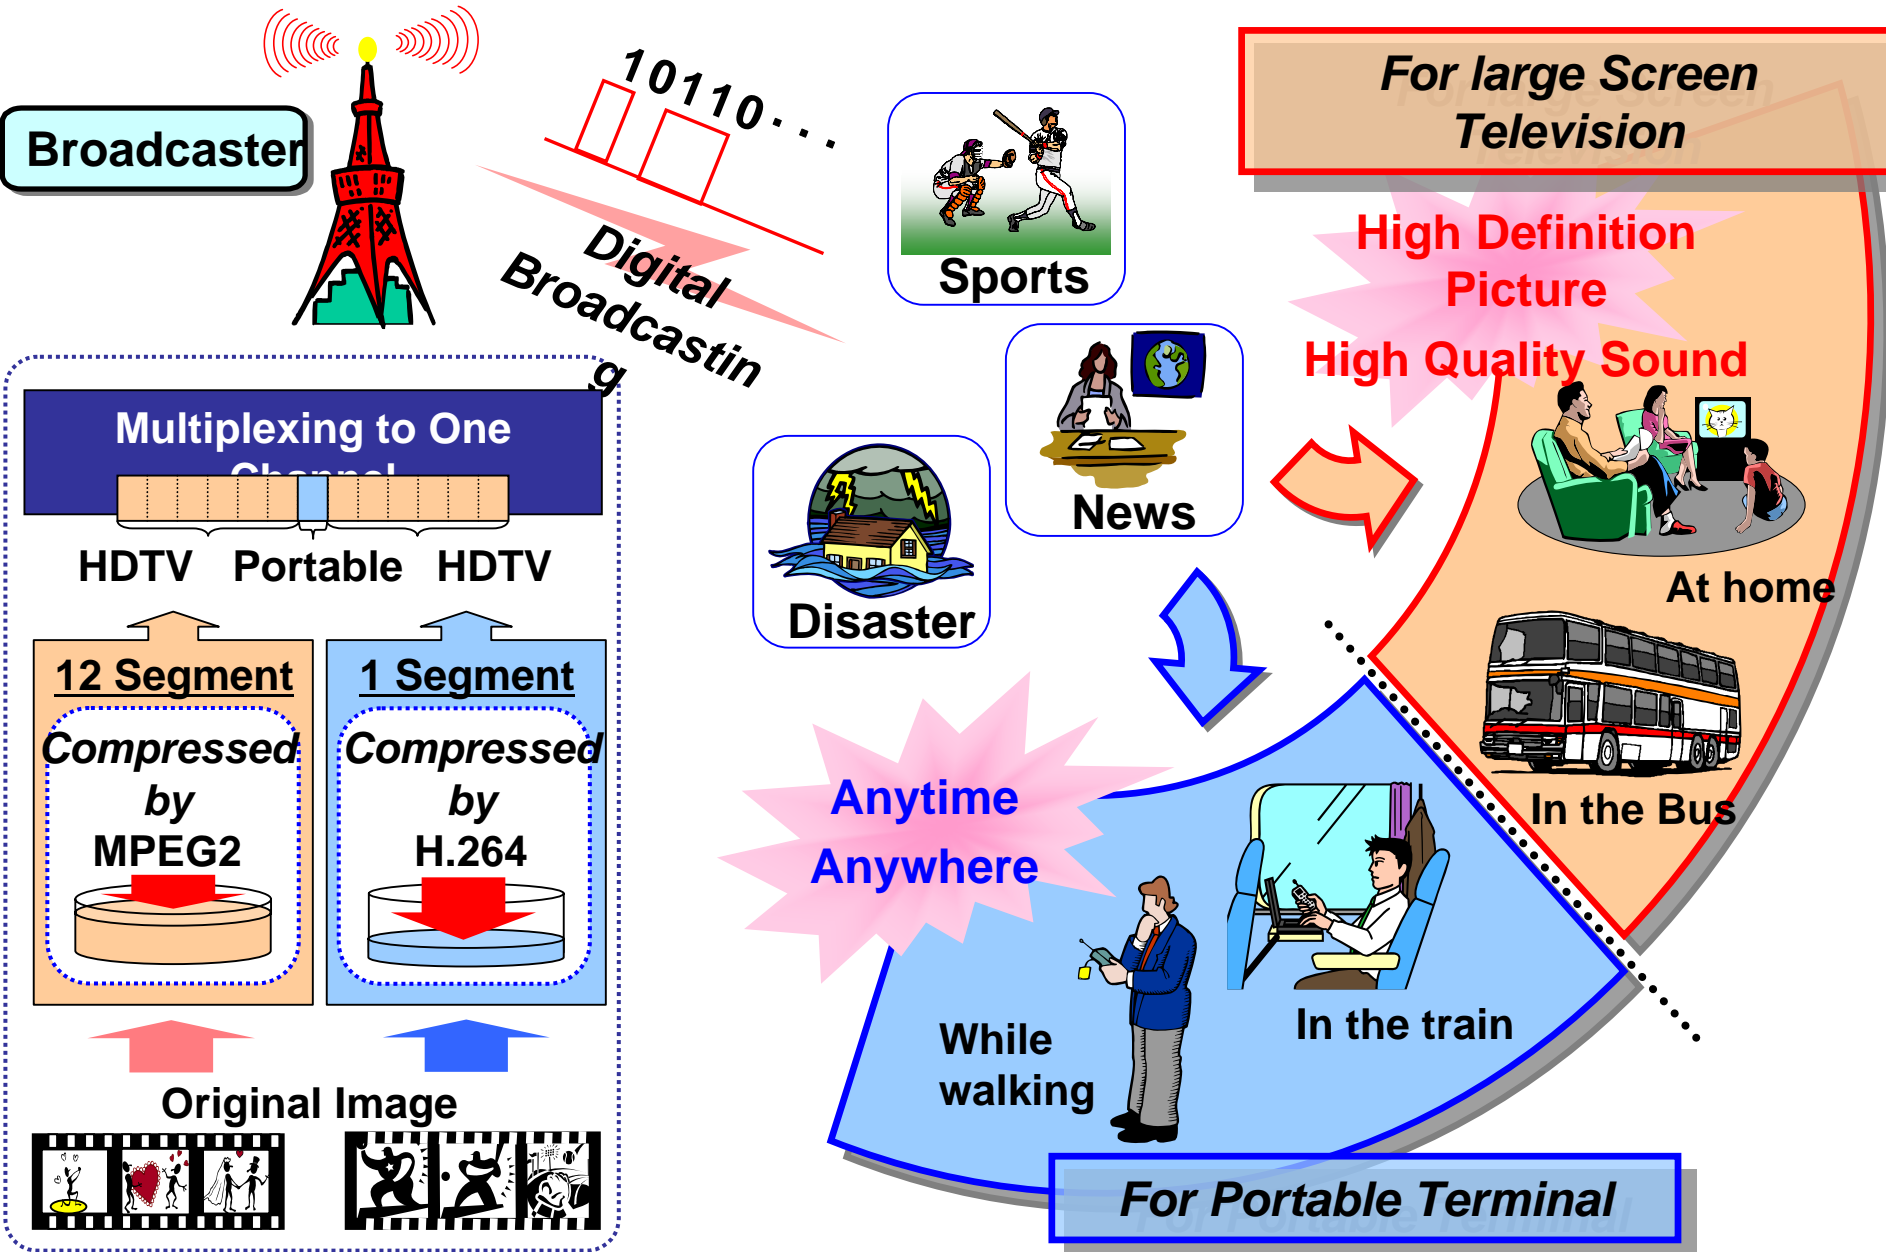 Broadcaster
10110...
Digital
Broadcastin
g
Sports
News
Disaster
For large Screen
Television
High Definition
Picture
High Quality Sound
At home
In the Bus
Multiplexing to One
Channel
HDTV Portable HDTV
12 Segment
Compressed
by
MPEG2
1 Segment
Compressed
by
H.264
Original Image
Anytime
Anywhere
While
walking
In the train
For Portable Terminal